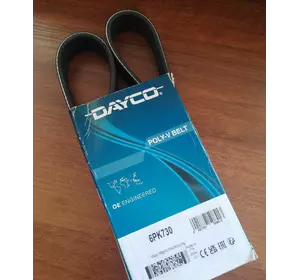 DAYCO
POLY-V BELT
OE ENGINEERED
6PK730